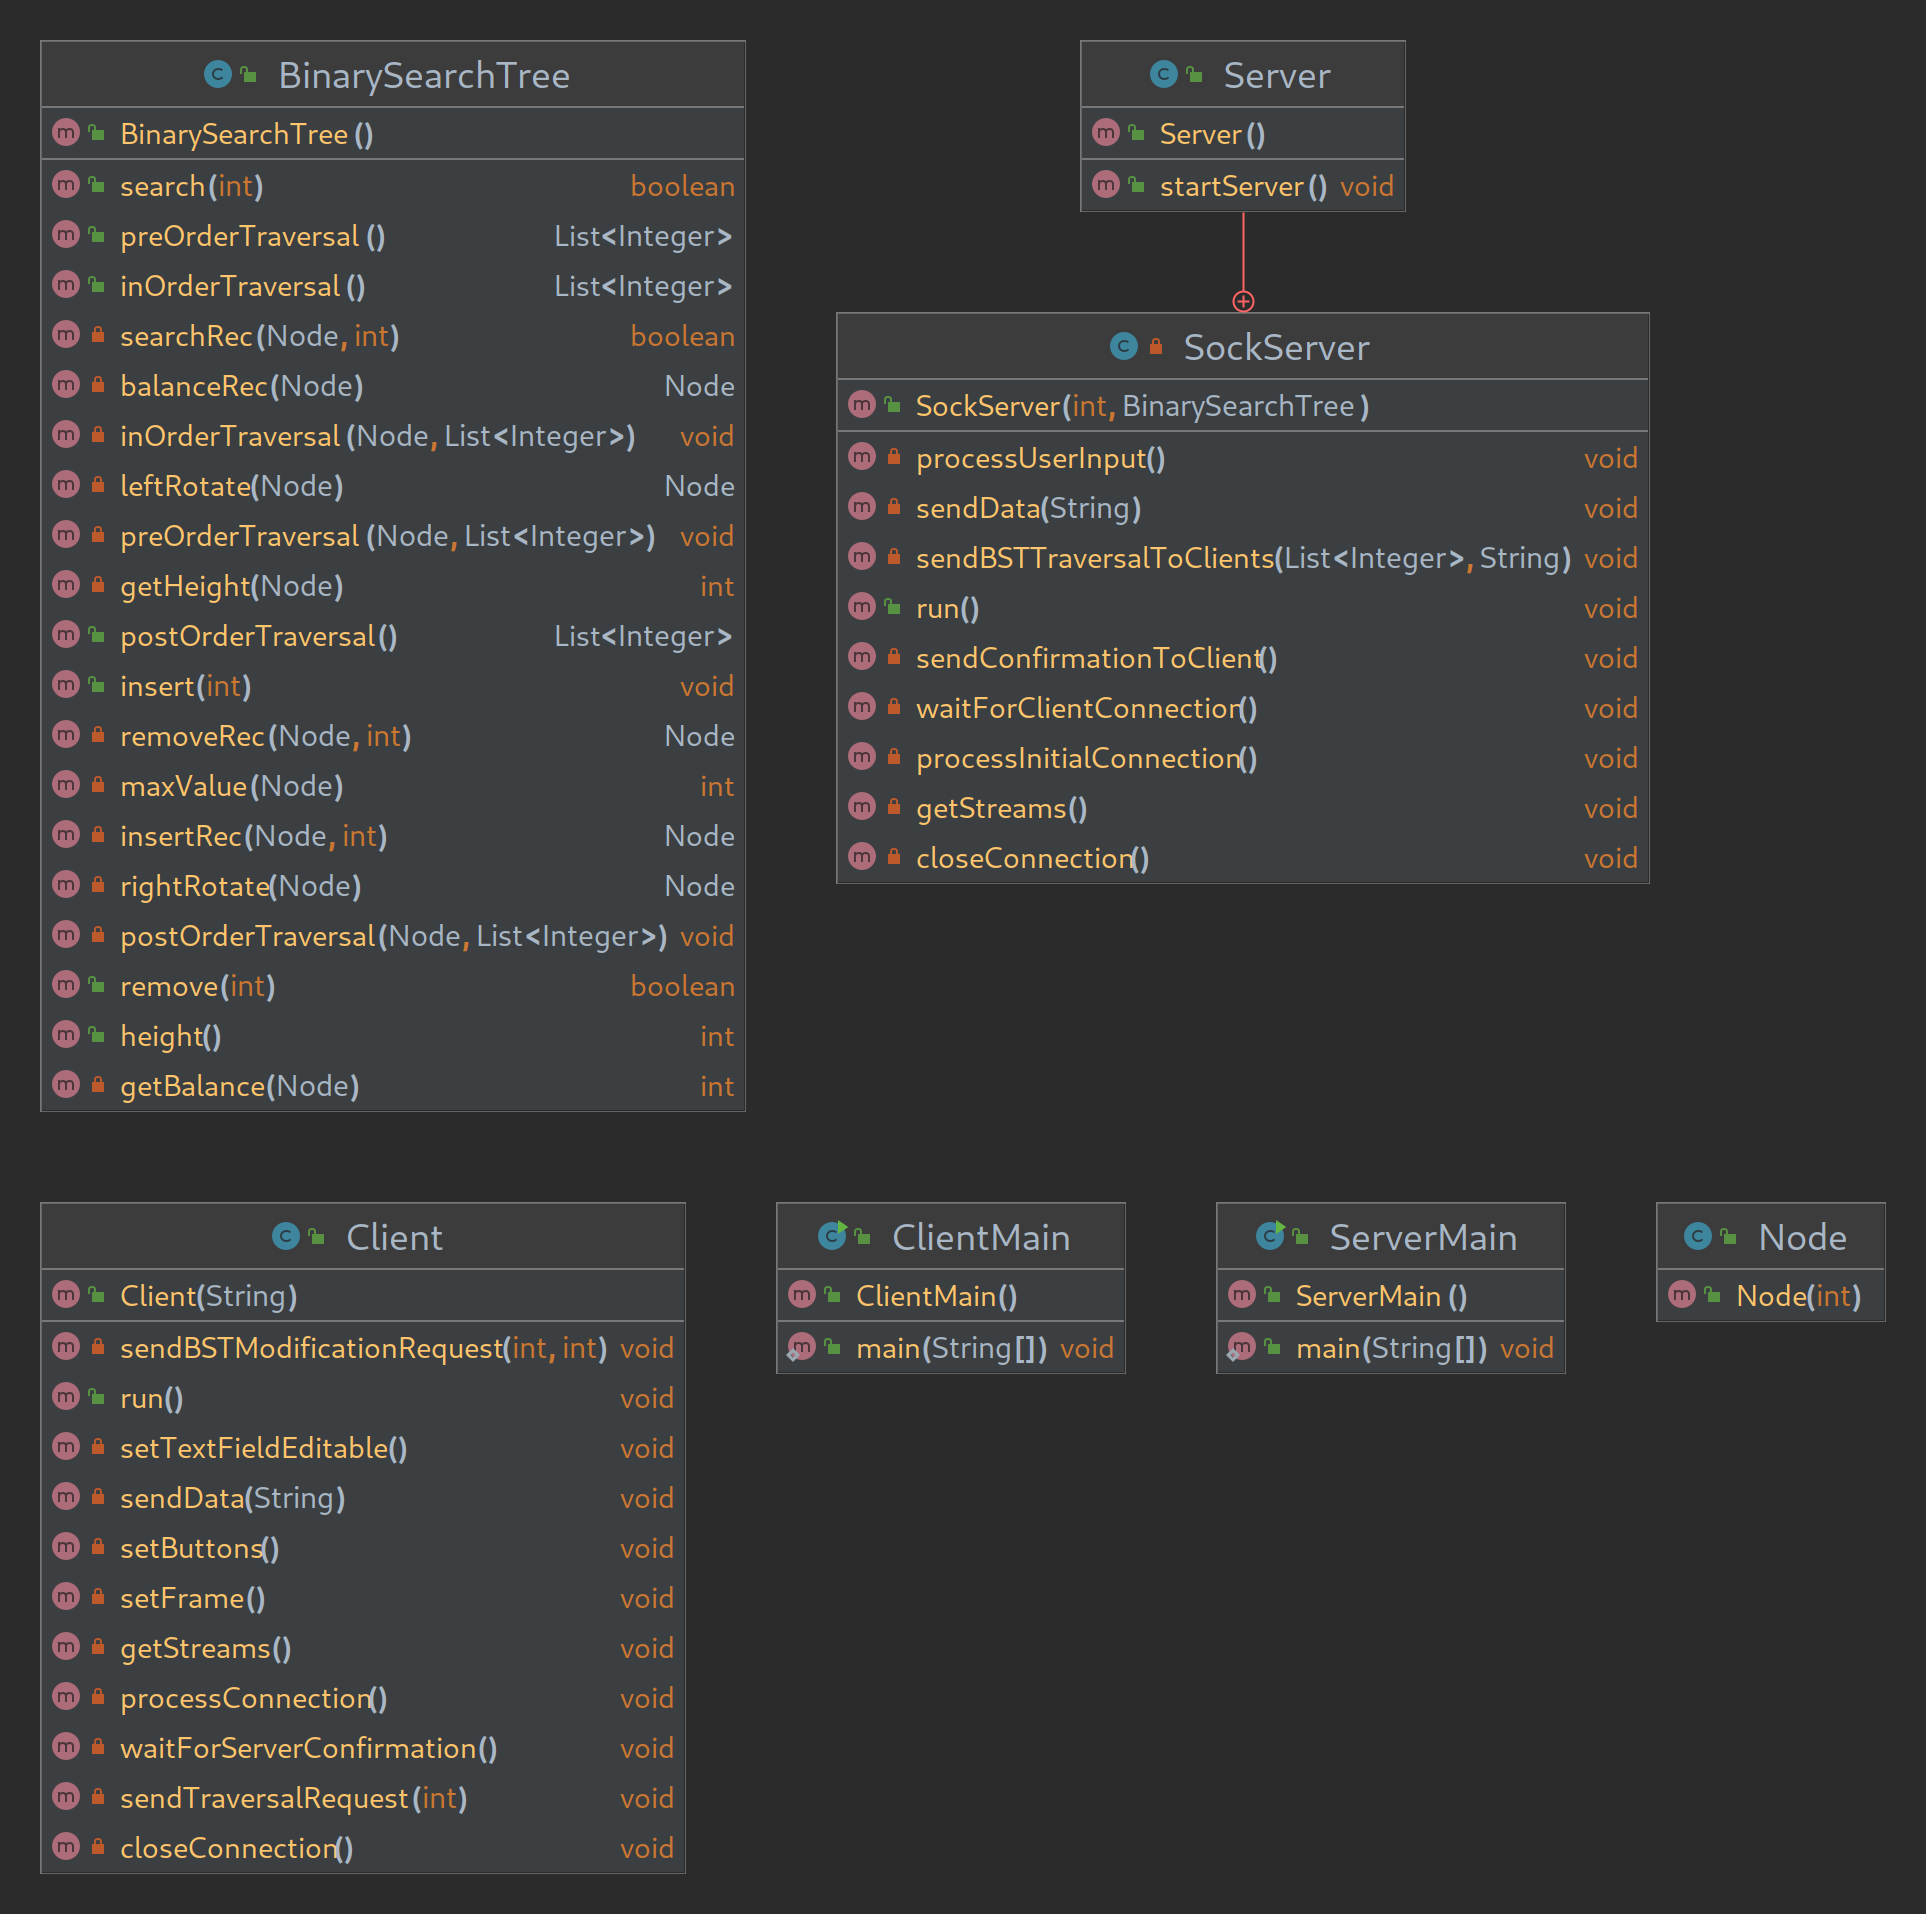 BinarySearchTree
BinarySearchTree()
search(int) boolean
preOrderTraversal() List<Integer>
inOrderTraversal() List<Integer>
searchRec(Node, int) boolean
balanceRec(Node) Node
inOrderTraversal(Node, List<Integer>) void
leftRotate(Node) Node
preOrderTraversal(Node, List<Integer>) void
getHeight(Node) int
postOrderTraversal() List<Integer>
insert(int) void
removeRec(Node, int) Node
maxValue(Node) int
insertRec(Node, int) Node
rightRotate(Node) Node
postOrderTraversal(Node, List<Integer>) void
remove(int) boolean
height() int
getBalance(Node) int
Server
Server()
startServer() void
SockServer
SockServer(int, BinarySearchTree)
processUserInput() void
sendData(String) void
sendBSTTraversalToClients(List<Integer>, String) void
run() void
sendConfirmationToClient() void
waitForClientConnection() void
processInitialConnection() void
getStreams() void
closeConnection() void
Client
Client(String)
sendBSTModificationRequest(int, int) void
run() void
setTextFieldEditable() void
sendData(String) void
setButtons() void
setFrame() void
getStreams() void
processConnection() void
waitForServerConfirmation() void
sendTraversalRequest(int) void
closeConnection() void
ClientMain
ClientMain()
main(String[]) void
ServerMain
ServerMain()
main(String[]) void
Node
Node(int)